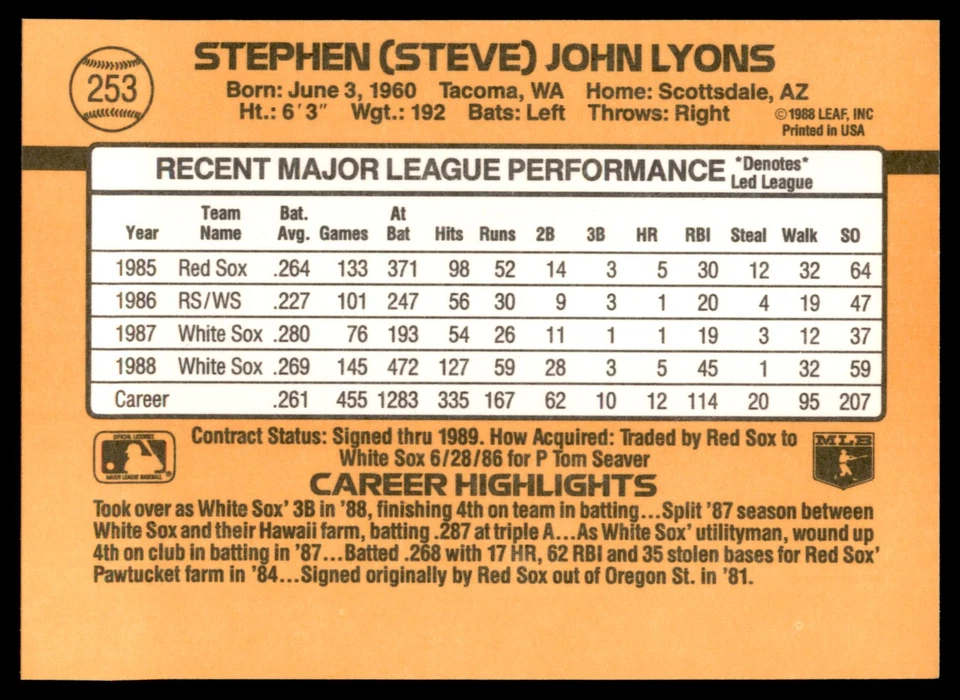 253
STEPHEN (STEVE) JOHN LYONS
Born: June 3, 1960 Tacoma, WA Home: Scottsdale, AZ
Ht.: 6'3" Wgt.: 192 Bats: Left Throws: Right
©1988 LEAF, INC
Printed in USA
RECENT MAJOR LEAGUE PERFORMANCE *Denotes* Led League
Year Team Name Bat. Avg. Games At Bat Hits Runs 2B 3B HR RBI Steal Walk SO
1985 Red Sox .264 133 371 98 52 14 3 5 30 12 32 64
1986 RS/WS .227 101 247 56 30 9 3 1 20 4 19 47
1987 White Sox .280 76 193 54 26 11 1 1 19 3 12 37
1988 White Sox .269 145 472 127 59 28 3 5 45 1 32 59
Career .261 455 1283 335 167 62 10 12 114 20 95 207
OFFICIAL LICENSEE
MAJOR LEAGUE BASEBALL
Contract Status: Signed thru 1989. How Acquired: Traded by Red Sox to
White Sox 6/28/86 for P Tom Seaver
MLB
CAREER HIGHLIGHTS
Took over as White Sox' 3B in '88, finishing 4th on team in batting...Split '87 season between
White Sox and their Hawaii farm, batting .287 at triple A...As White Sox' utilityman, wound up
4th on club in batting in '87...Batted .268 with 17 HR, 62 RBI and 35 stolen bases for Red Sox'
Pawtucket farm in '84...Signed originally by Red Sox out of Oregon St. in '81.